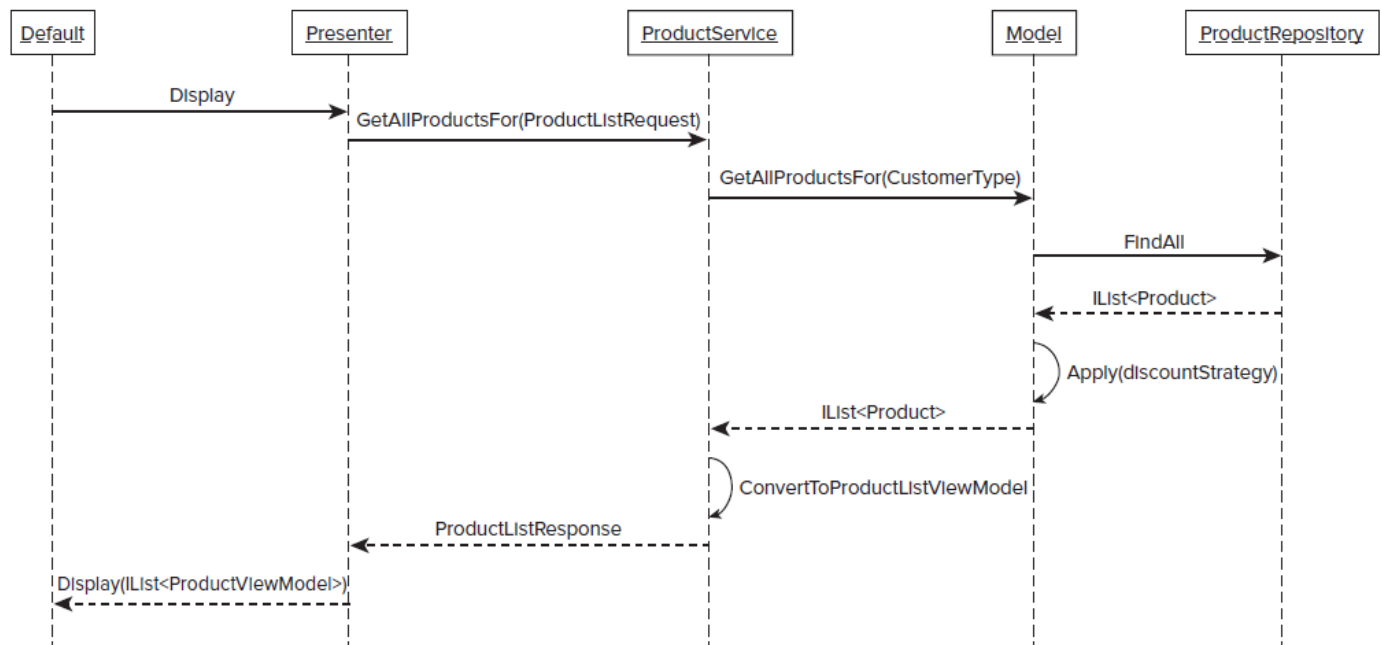 Default
Presenter
ProductService
Model
ProductRepository
Display
GetAllProductsFor(ProductListRequest)
GetAllProductsFor(CustomerType)
FindAll
IList<Product>
Apply(discountStrategy)
IList<Product>
ConvertToProductListViewModel
ProductListResponse
Display(IList<ProductViewModel>)